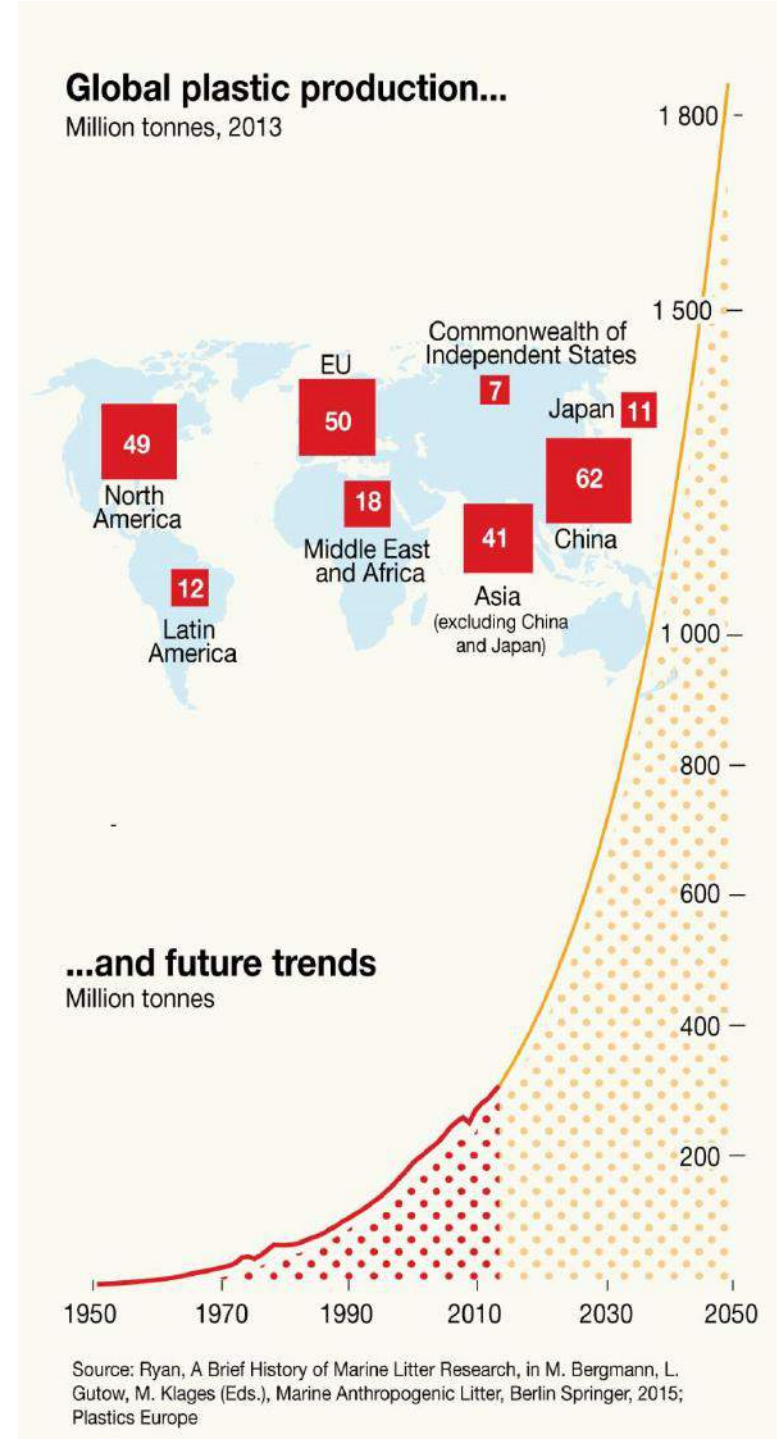 Global plastic production...
Million tonnes, 2013
1 800
1 500
Commonwealth of
Independent States
7
EU
50
Japan 11
49
North
America
62
China
18
Middle East
and Africa
41
Asia
(excluding China
and Japan)
12
Latin
America
1 000
800
600
...and future trends
Million tonnes
400
200
1950 1970 1990 2010 2030 2050
Source: Ryan, A Brief History of Marine Litter Research, in M. Bergmann, L.
Gutow, M. Klages (Eds.), Marine Anthropogenic Litter, Berlin Springer, 2015;
Plastics Europe